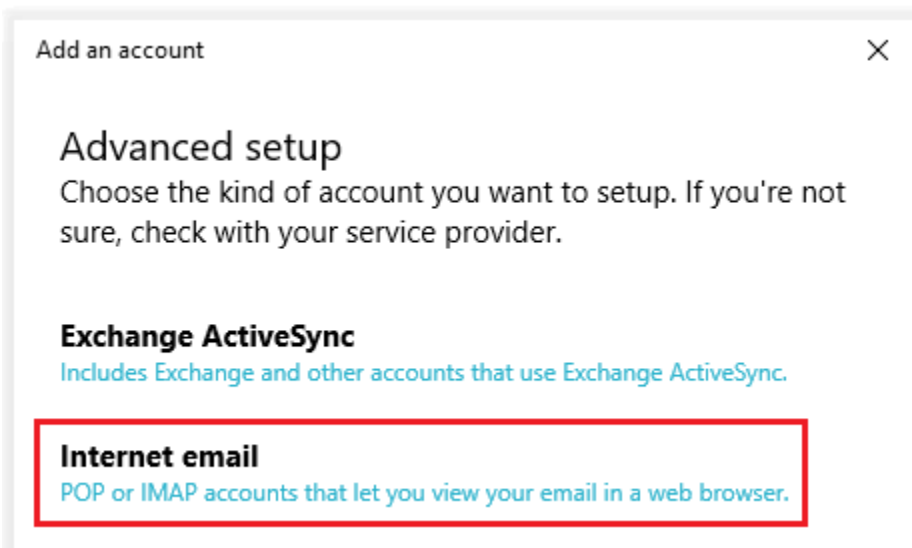 Add an account
Advanced setup
Choose the kind of account you want to setup. If you're not
sure, check with your service provider.
Exchange ActiveSync
Includes Exchange and other accounts that use Exchange ActiveSync.
Internet email
POP or IMAP accounts that let you view your email in a web browser.